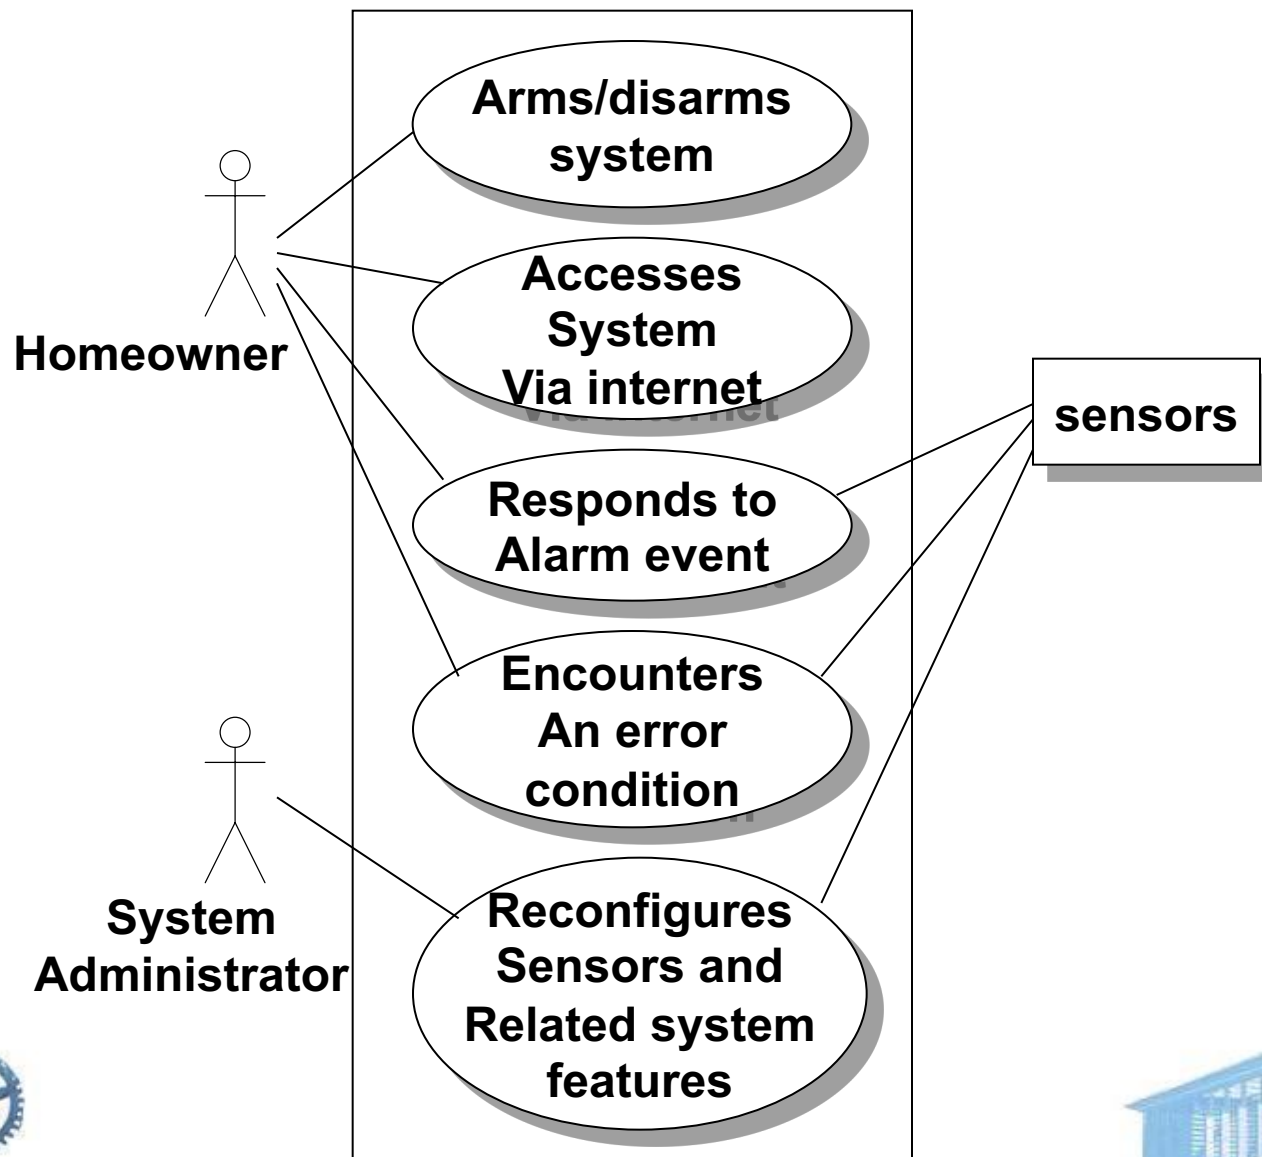 Arms/disarms
system
Homeowner
Accesses
System
Via internet
sensors
Responds to
Alarm event
Encounters
An error
condition
System
Administrator
Reconfigures
Sensors and
Related system
features